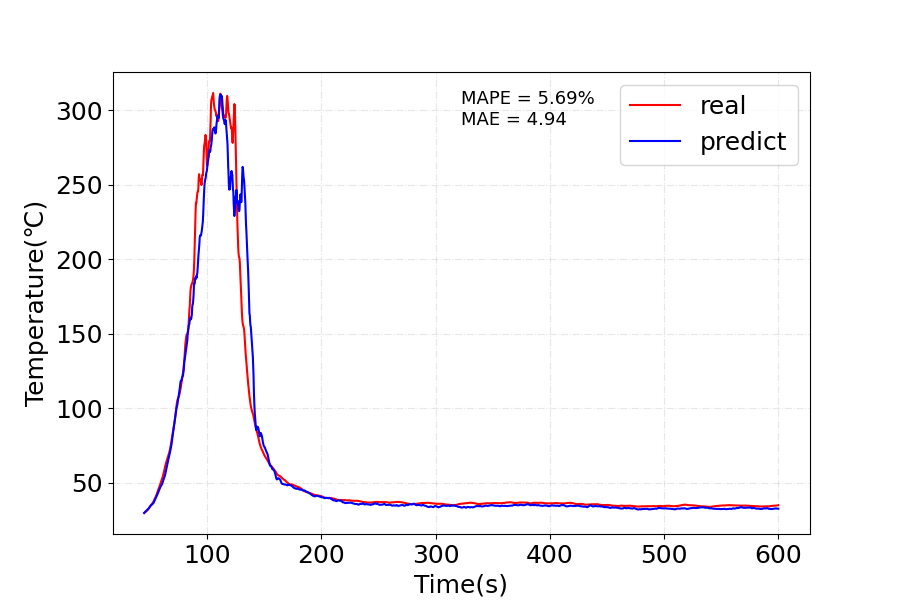 MAPE = 5.69%
MAE = 4.94
real
predict
300
250
200
150
100
50
Temperature(℃)
100 200 300 400 500 600
Time(s)